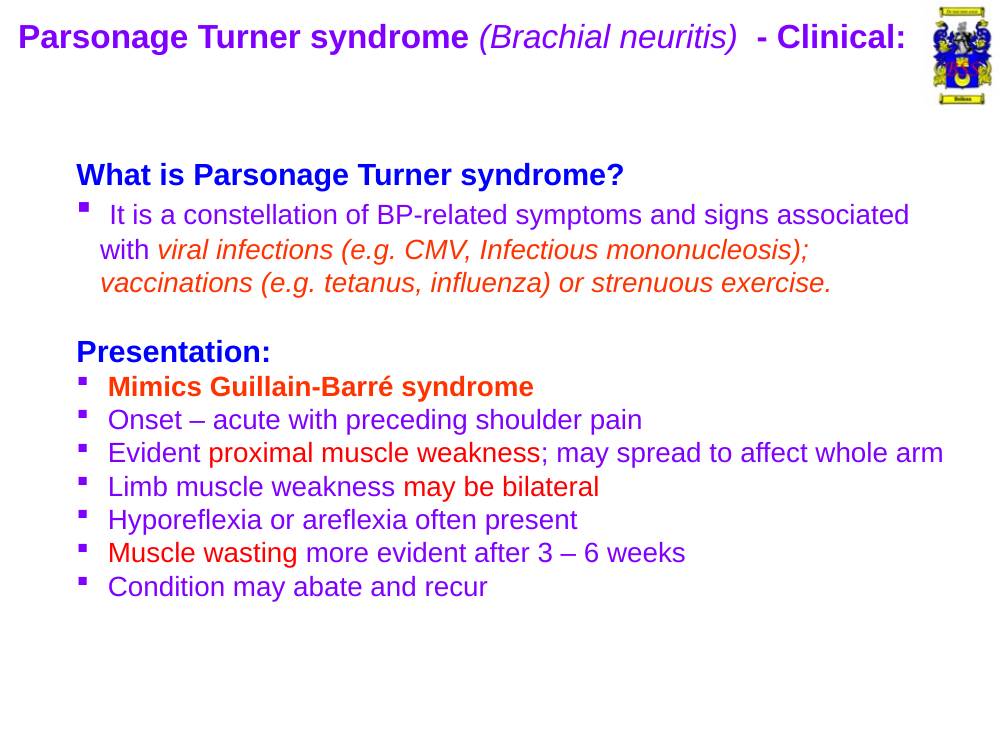 Parsonage Turner syndrome (Brachial neuritis) - Clinical:
What is Parsonage Turner syndrome?
▪ It is a constellation of BP-related symptoms and signs associated
with viral infections (e.g. CMV, Infectious mononucleosis);
vaccinations (e.g. tetanus, influenza) or strenuous exercise.
Presentation:
▪ Mimics Guillain-Barré syndrome
▪ Onset – acute with preceding shoulder pain
▪ Evident proximal muscle weakness; may spread to affect whole arm
▪ Limb muscle weakness may be bilateral
▪ Hyporeflexia or areflexia often present
▪ Muscle wasting more evident after 3 – 6 weeks
▪ Condition may abate and recur